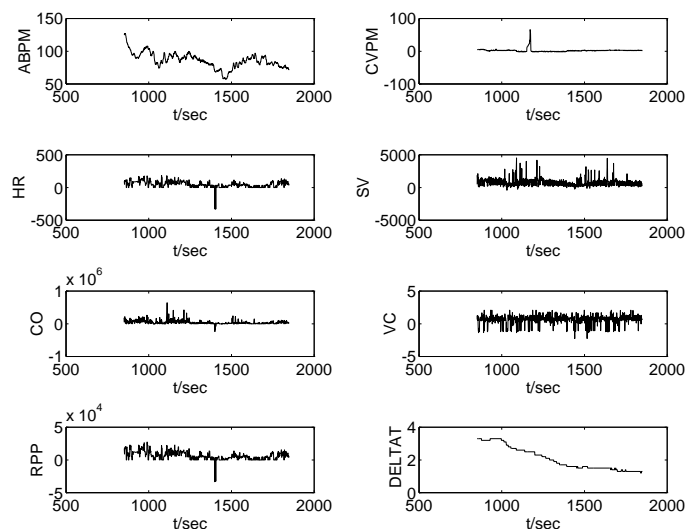 150
100
50
ABPM
500 1000 1500 2000
t/sec
100
0
-100
CVPM
500 1000 1500 2000
t/sec
500
0
-500
HR
500 1000 1500 2000
t/sec
5000
0
-5000
SV
500 1000 1500 2000
t/sec
x 10^6
1
0
-1
CO
500 1000 1500 2000
t/sec
5
0
-5
VC
500 1000 1500 2000
t/sec
x 10^4
5
0
-5
RPP
500 1000 1500 2000
t/sec
4
2
0
DELTAT
500 1000 1500 2000
t/sec